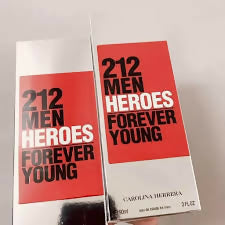 212
MEN
HEROES
FOREVER
YOUNG
212
MEN
HEROES
FOREVER
YOUNG
CAROLINA HERRERA